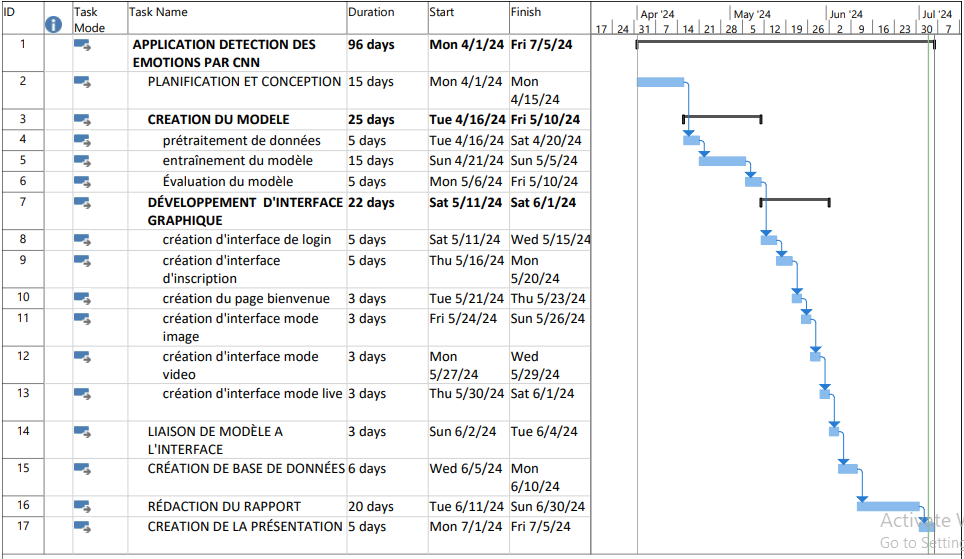 ID Task Mode Task Name Duration Start Finish
Apr '24 May '24 Jun '24 Jul '24
17 24 31 7 14 21 28 5 12 19 26 2 9 16 23 30 7 12
1 APPLICATION DETECTION DES 96 days Mon 4/1/24 Fri 7/5/24
EMOTIONS PAR CNN
2 PLANIFICATION ET CONCEPTION 15 days Mon 4/1/24 Mon
4/15/24
3 CREATION DU MODELE 25 days Tue 4/16/24 Fri 5/10/24
4 prétraitement de données 5 days Tue 4/16/24 Sat 4/20/24
5 entraînement du modèle 15 days Sun 4/21/24 Sun 5/5/24
6 Évaluation du modèle 5 days Mon 5/6/24 Fri 5/10/24
7 DÉVELOPPEMENT D'INTERFACE 22 days Sat 5/11/24 Sat 6/1/24
GRAPHIQUE
8 création d'interface de login 5 days Sat 5/11/24 Wed 5/15/24
9 création d'interface 5 days Thu 5/16/24 Mon
d'inscription 5/20/24
10 création du page bienvenue 3 days Tue 5/21/24 Thu 5/23/24
11 création d'interface mode 3 days Fri 5/24/24 Sun 5/26/24
image
12 création d'interface mode 3 days Mon Wed
video 5/27/24 5/29/24
13 création d'interface mode live 3 days Thu 5/30/24 Sat 6/1/24
14 LIAISON DE MODÈLE A 3 days Sun 6/2/24 Tue 6/4/24
L'INTERFACE
15 CRÉATION DE BASE DE DONNÉES 6 days Wed 6/5/24 Mon
6/10/24
16 RÉDACTION DU RAPPORT 20 days Tue 6/11/24 Sun 6/30/24
17 CREATION DE LA PRÉSENTATION 5 days Mon 7/1/24 Fri 7/5/24
Activate W
Go to Setting